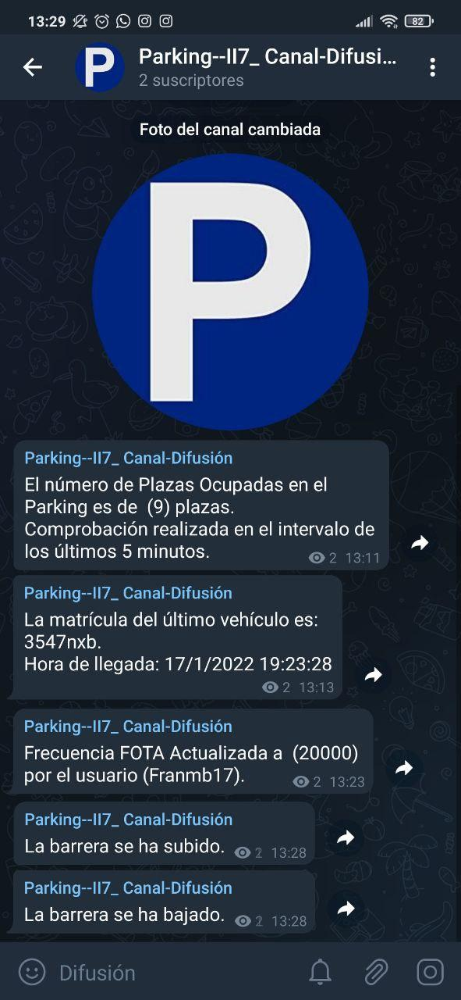 13:29
82
P
Parking--II7_ Canal-Difusi...
2 suscriptores
Foto del canal cambiada
P
Parking--II7_ Canal-Difusión
El número de Plazas Ocupadas en el
Parking es de  (9) plazas.
Comprobación realizada en el intervalo de
los últimos 5 minutos.
2 13:11
Parking--II7_ Canal-Difusión
La matrícula del último vehículo es:
3547nxb.
Hora de llegada: 17/1/2022 19:23:28
2 13:13
Parking--II7_ Canal-Difusión
Frecuencia FOTA Actualizada a  (20000)
por el usuario (Franmb17).
2 13:23
Parking--II7_ Canal-Difusión
La barrera se ha subido.
2 13:28
Parking--II7_ Canal-Difusión
La barrera se ha bajado.
13:28
Difusión